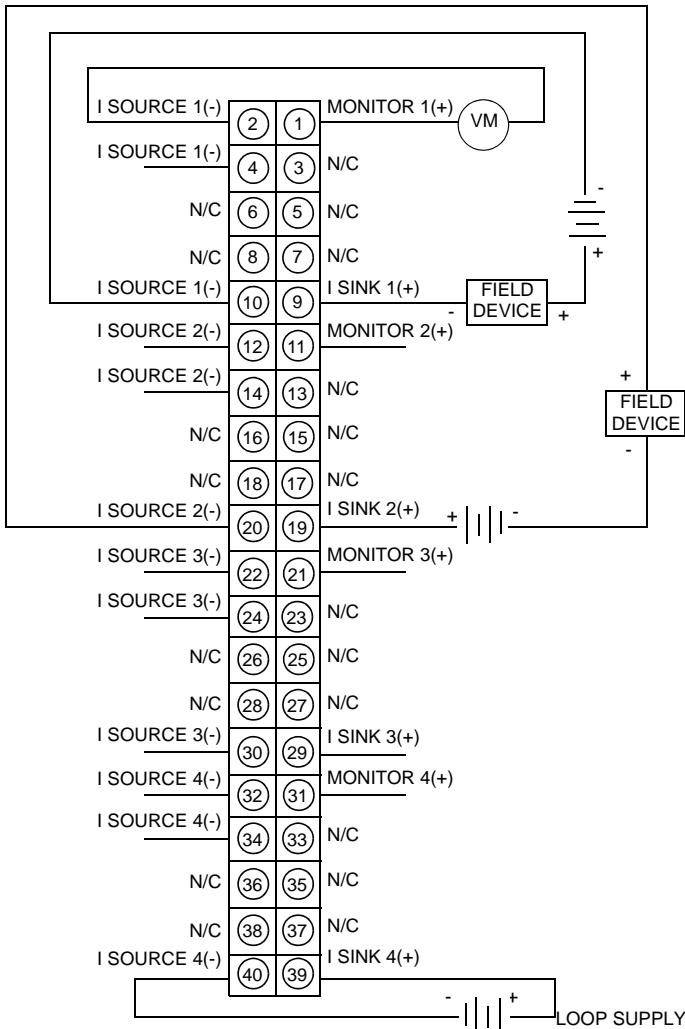 I SOURCE 1(-) 2 1 MONITOR 1(+) VM
I SOURCE 1(-) 4 3 N/C
-
N/C 6 5 N/C
N/C 8 7 N/C
+
I SOURCE 1(-) 10 9 I SINK 1(+) - FIELD DEVICE +
I SOURCE 2(-) 12 11 MONITOR 2(+)
+
I SOURCE 2(-) 14 13 N/C
FIELD DEVICE
N/C 16 15 N/C
-
N/C 18 17 N/C
I SOURCE 2(-) 20 19 I SINK 2(+) + -
I SOURCE 3(-) 22 21 MONITOR 3(+)
I SOURCE 3(-) 24 23 N/C
N/C 26 25 N/C
N/C 28 27 N/C
I SOURCE 3(-) 30 29 I SINK 3(+)
I SOURCE 4(-) 32 31 MONITOR 4(+)
I SOURCE 4(-) 34 33 N/C
N/C 36 35 N/C
N/C 38 37 N/C
I SOURCE 4(-) 40 39 I SINK 4(+)
- +
LOOP SUPPLY